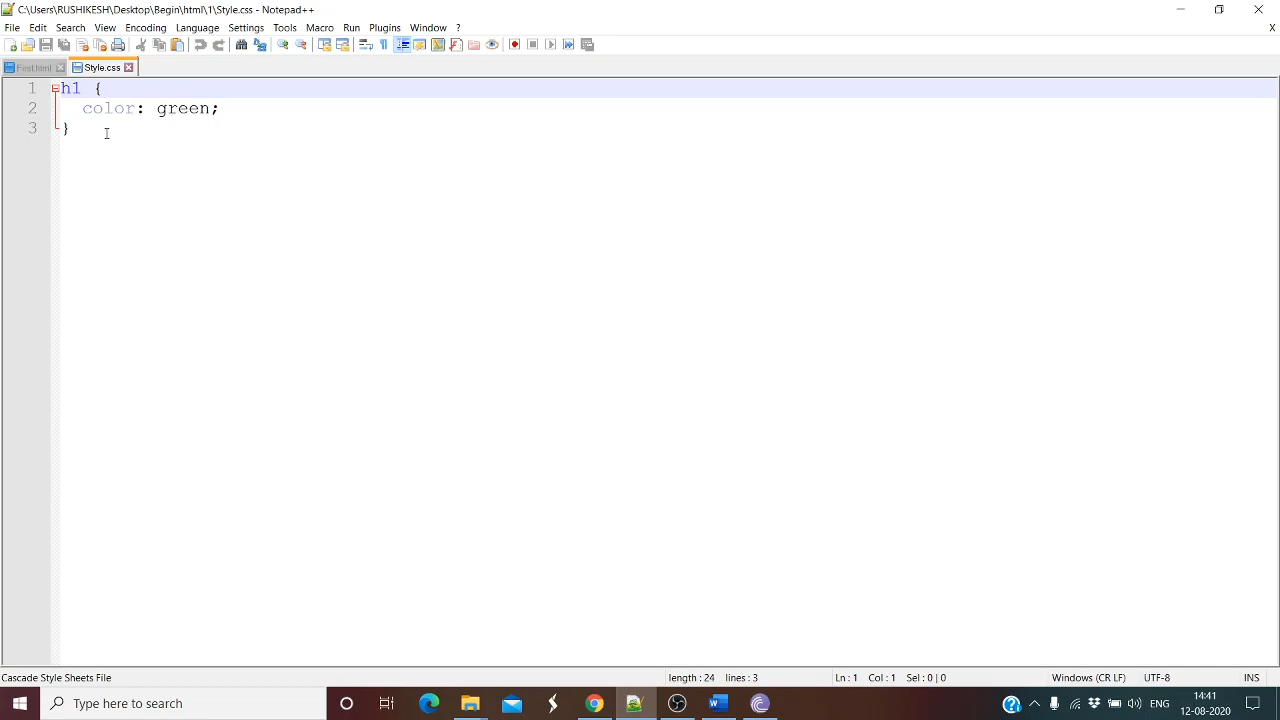 C:\Users\RUSHIKESH\Desktop\Begin\html\1\Style.css - Notepad++
File Edit Search View Encoding Language Settings Tools Macro Run Plugins Window ? X
First.html Style.css
1 h1 {
2 color: green;
3 }
Cascade Style Sheets File length : 24 lines : 3 Ln : 1 Col : 1 Sel : 0 | 0 Windows (CR LF) UTF-8 INS
Type here to search ENG 14:41
12-08-2020